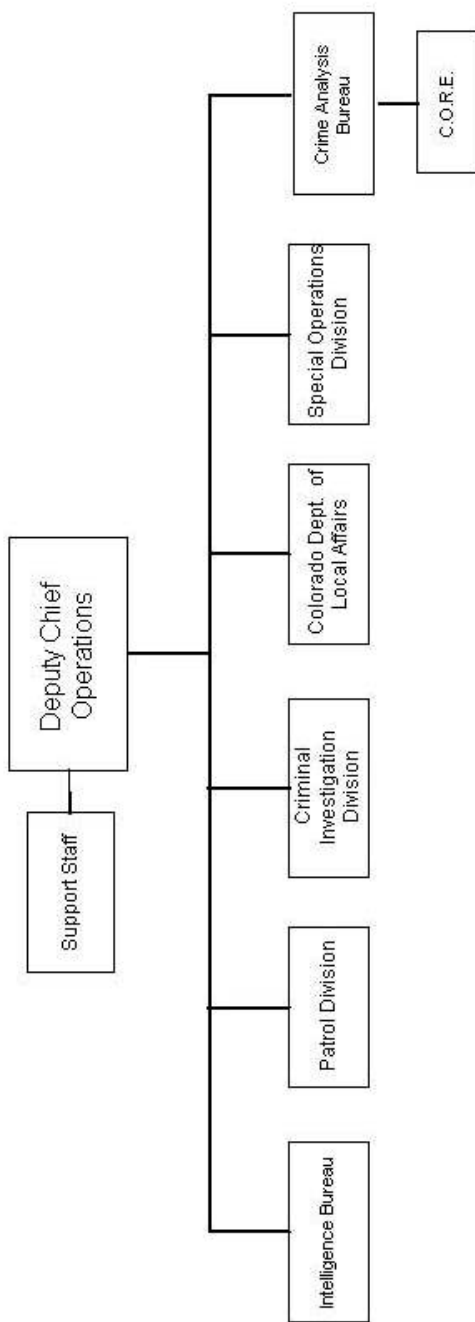 Deputy Chief
Operations
Support Staff
Intelligence Bureau
Patrol Division
Criminal
Investigation
Division
Colorado Dept. of
Local Affairs
Special Operations
Division
Crime Analysis
Bureau
C.O.R.E.